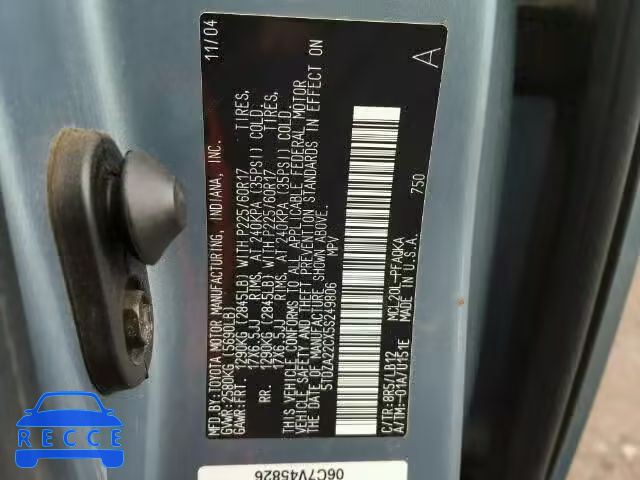 11/04
MFD.BY:TOYOTA MOTOR MANUFACTURING, INDIANA, INC.
GVWR:2580KG (5690LB)
GAWR:FRT. 1290KG (2845LB) WITH P225/60R17 TIRES,
17X6.5JJ RIMS, AT 240KPA (35PSI) COLD.
RR. 1290KG (2845LB) WITH P225/60R17 TIRES,
17X6.5JJ RIMS, AT 240KPA (35PSI) COLD.
THIS VEHICLE CONFORMS TO ALL APPLICABLE FEDERAL MOTOR
VEHICLE SAFETY AND THEFT PREVENTION STANDARDS IN EFFECT ON
THE DATE OF MANUFACTURE SHOWN ABOVE.
5TDZA22CX5S249806 MPV
A
750
C/TR:8R5/LB12 MCL20L-PFAQKA
A/TM:-01A/U151E
06C7V45826
RECCE